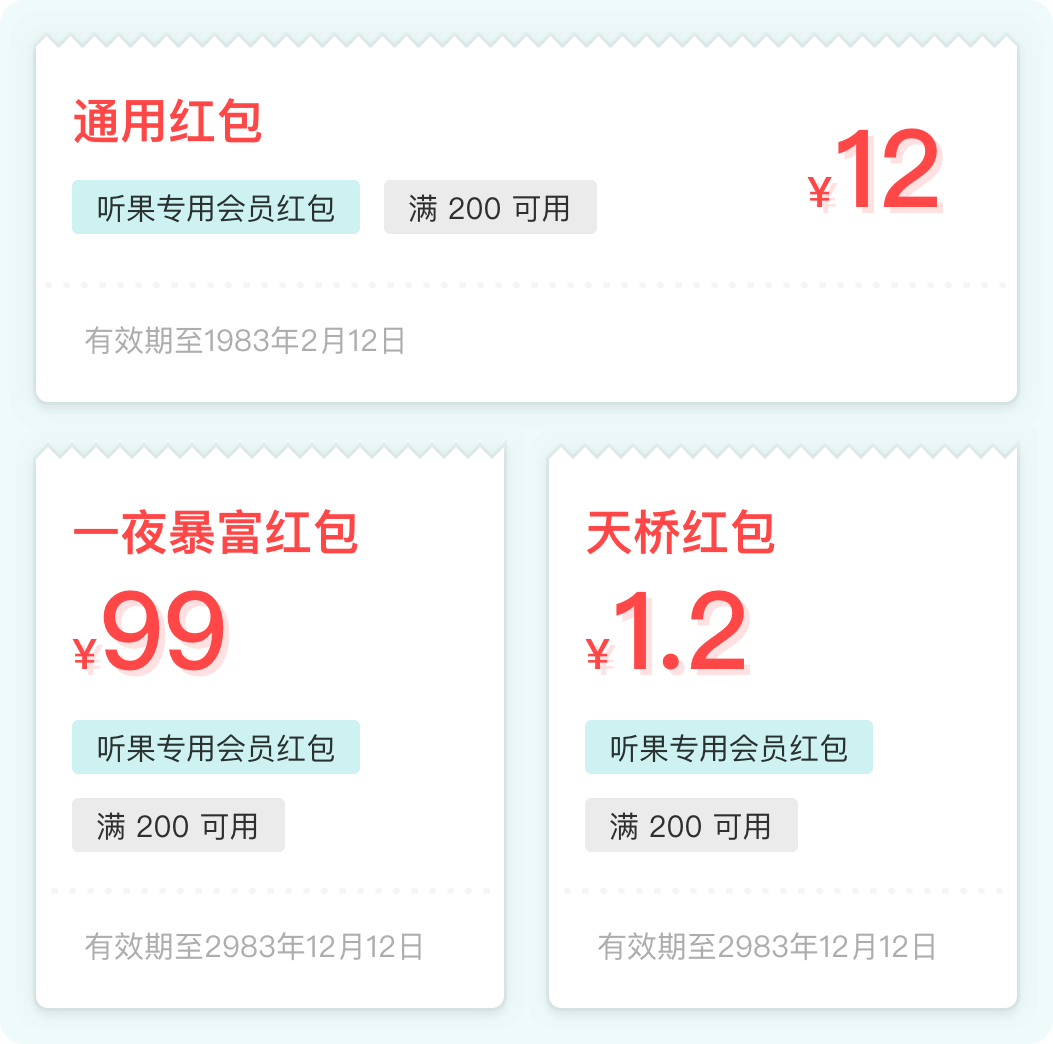 通用红包
听果专用会员红包 满 200 可用
¥12
有效期至1983年2月12日
一夜暴富红包
¥99
听果专用会员红包
满 200 可用
有效期至2983年12月12日
天桥红包
¥1.2
听果专用会员红包
满 200 可用
有效期至2983年12月12日